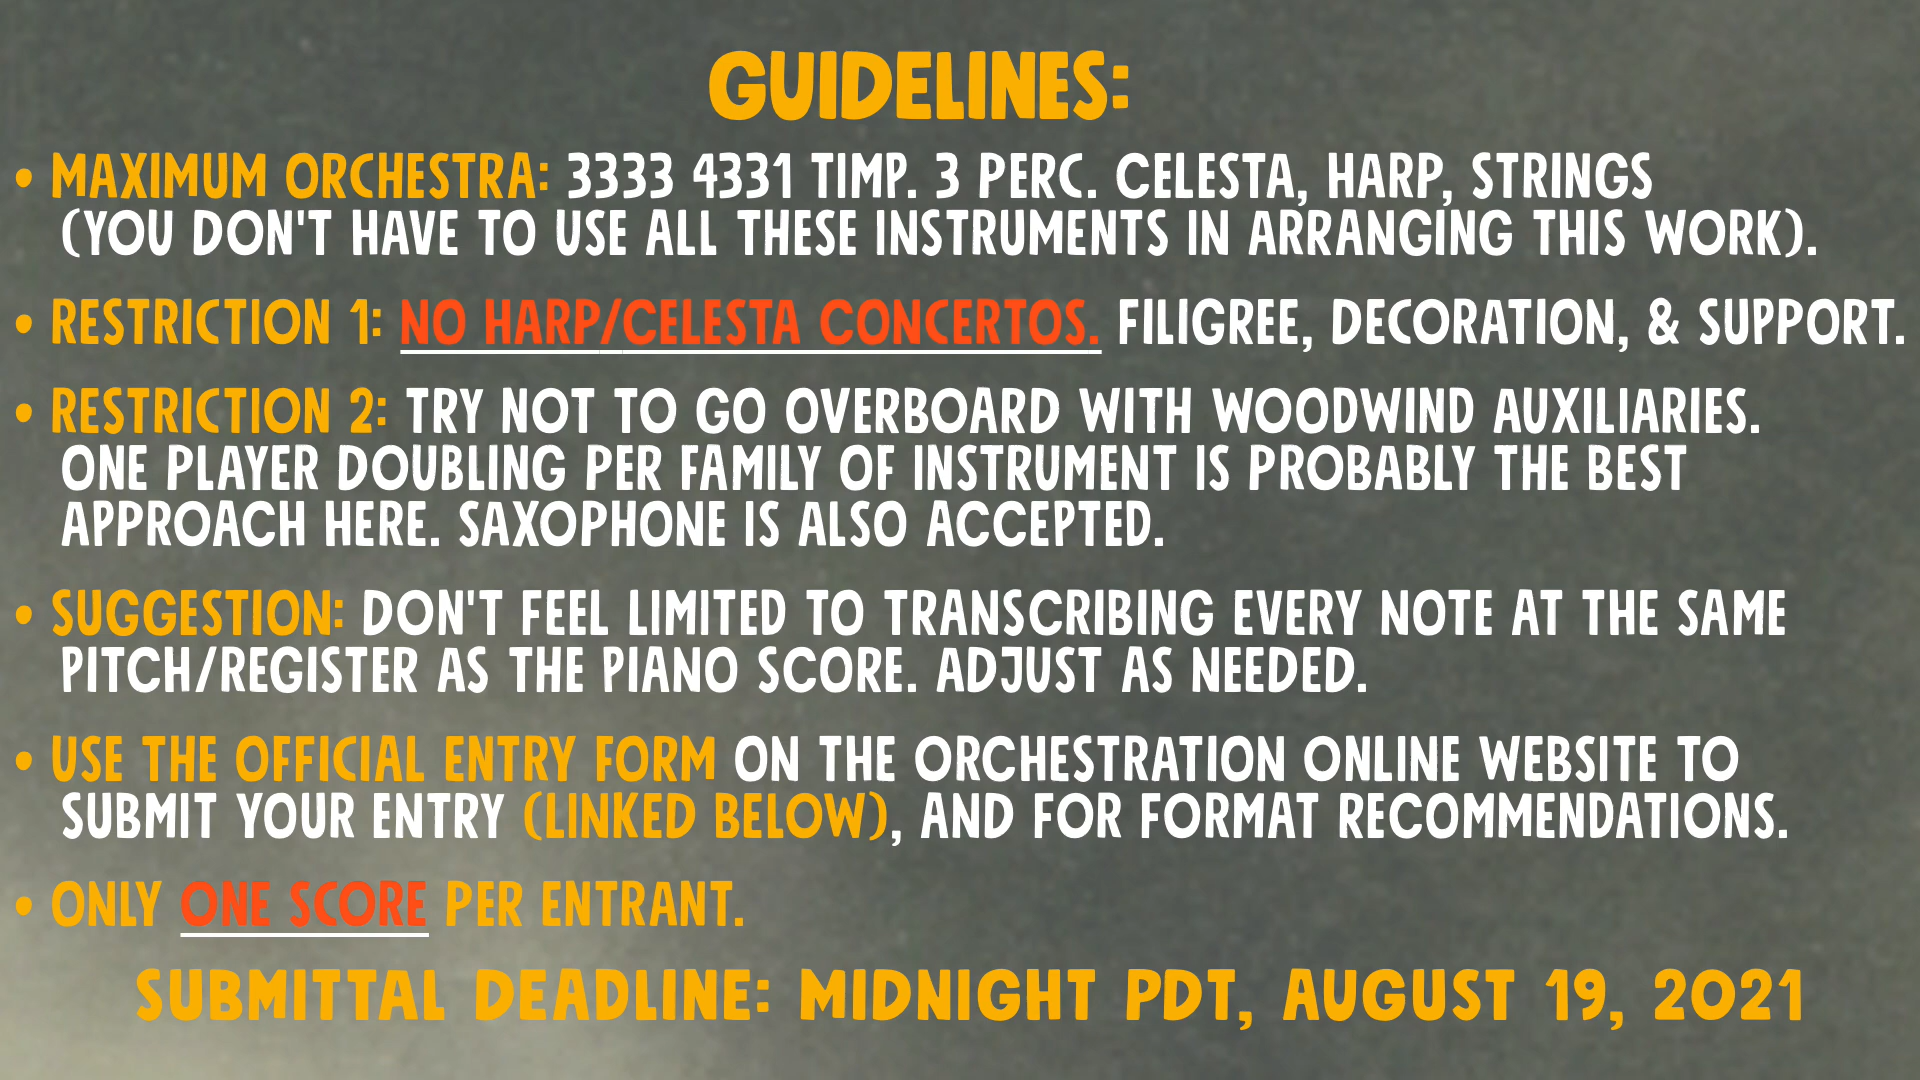 GUIDELINES:
• MAXIMUM ORCHESTRA: 3333 4331 TIMP. 3 PERC. CELESTA, HARP, STRINGS
(YOU DON'T HAVE TO USE ALL THESE INSTRUMENTS IN ARRANGING THIS WORK).
• RESTRICTION 1: NO HARP/CELESTA CONCERTOS. FILIGREE, DECORATION, & SUPPORT.
• RESTRICTION 2: TRY NOT TO GO OVERBOARD WITH WOODWIND AUXILIARIES.
ONE PLAYER DOUBLING PER FAMILY OF INSTRUMENT IS PROBABLY THE BEST
APPROACH HERE. SAXOPHONE IS ALSO ACCEPTED.
• SUGGESTION: DON'T FEEL LIMITED TO TRANSCRIBING EVERY NOTE AT THE SAME
PITCH/REGISTER AS THE PIANO SCORE. ADJUST AS NEEDED.
• USE THE OFFICIAL ENTRY FORM ON THE ORCHESTRATION ONLINE WEBSITE TO
SUBMIT YOUR ENTRY (LINKED BELOW), AND FOR FORMAT RECOMMENDATIONS.
• ONLY ONE SCORE PER ENTRANT.
SUBMITTAL DEADLINE: MIDNIGHT PDT, AUGUST 19, 2021